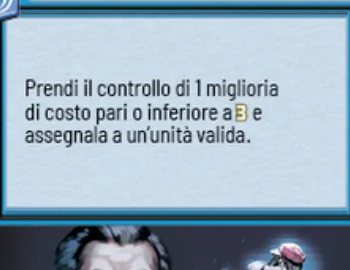 Prendi il controllo di 1 miglioria
di costo pari o inferiore a 3 e
assegnala a un'unità valida.